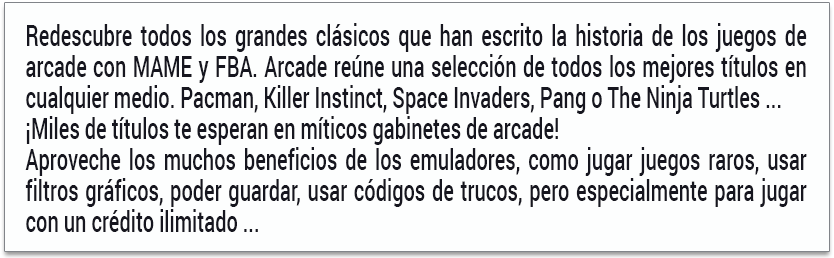 Redescubre todos los grandes clásicos que han escrito la historia de los juegos de
arcade con MAME y FBA. Arcade reúne una selección de todos los mejores títulos en
cualquier medio. Pacman, Killer Instinct, Space Invaders, Pang o The Ninja Turtles ...
¡Miles de títulos te esperan en míticos gabinetes de arcade!
Aproveche los muchos beneficios de los emuladores, como jugar juegos raros, usar
filtros gráficos, poder guardar, usar códigos de trucos, pero especialmente para jugar
con un crédito ilimitado ...